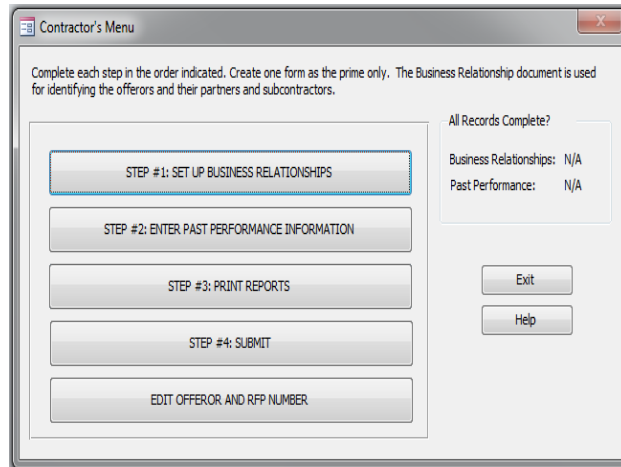 Contractor's Menu
X
Complete each step in the order indicated. Create one form as the prime only. The Business Relationship document is used
for identifying the offerors and their partners and subcontractors.
STEP #1: SET UP BUSINESS RELATIONSHIPS
STEP #2: ENTER PAST PERFORMANCE INFORMATION
STEP #3: PRINT REPORTS
STEP #4: SUBMIT
EDIT OFFEROR AND RFP NUMBER
All Records Complete?
Business Relationships: N/A
Past Performance: N/A
Exit
Help